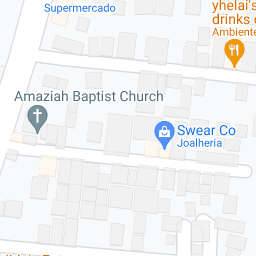 Supermercado
yhelai's
drinks
Ambiente
Amaziah Baptist Church
Swear Co
Joalheria